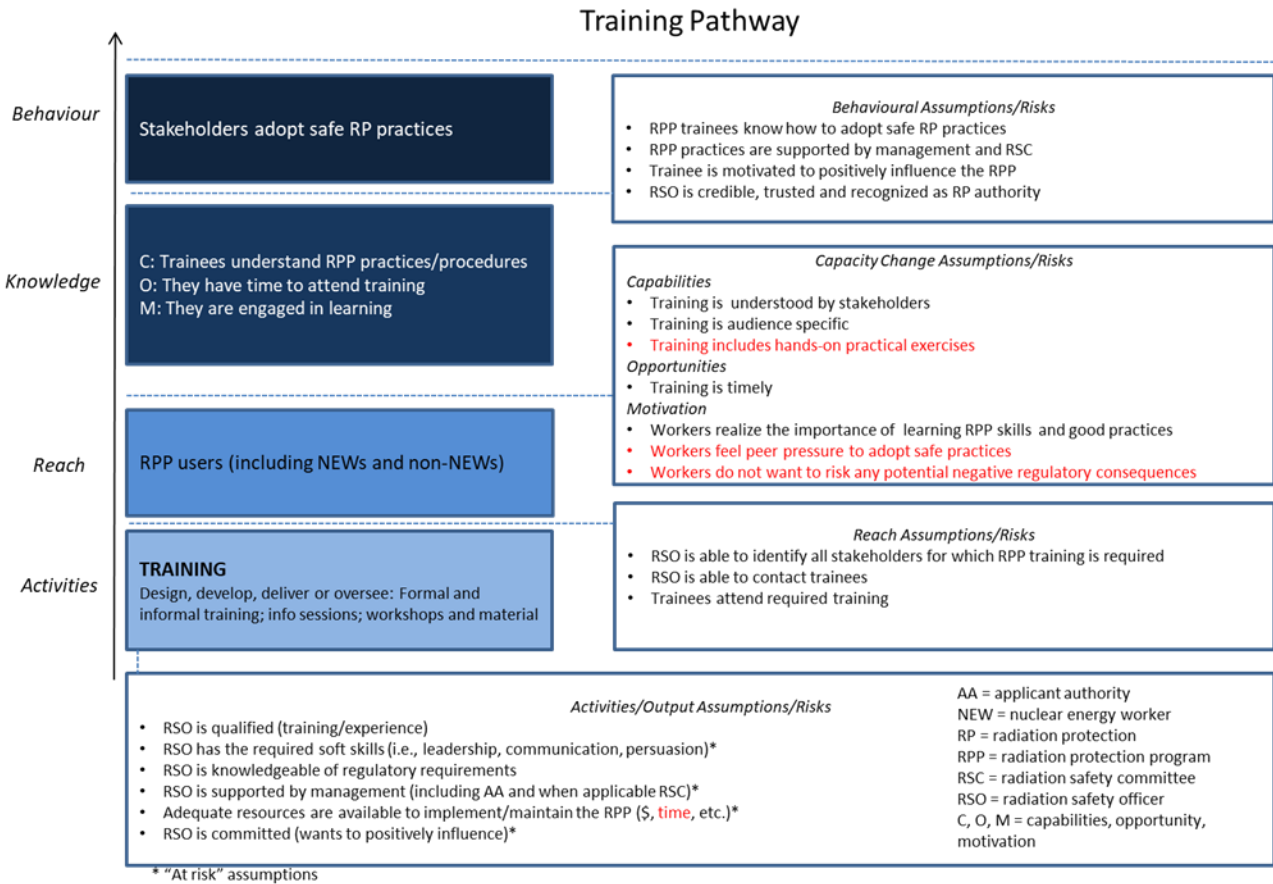 Training Pathway
Behaviour
Stakeholders adopt safe RP practices
Behavioural Assumptions/Risks
• RPP trainees know how to adopt safe RP practices
• RPP practices are supported by management and RSC
• Trainee is motivated to positively influence the RPP
• RSO is credible, trusted and recognized as RP authority
Knowledge
C: Trainees understand RPP practices/procedures
O: They have time to attend training
M: They are engaged in learning
Capacity Change Assumptions/Risks
Capabilities
• Training is understood by stakeholders
• Training is audience specific
• Training includes hands-on practical exercises
Opportunities
• Training is timely
Motivation
• Workers realize the importance of learning RPP skills and good practices
• Workers feel peer pressure to adopt safe practices
• Workers do not want to risk any potential negative regulatory consequences
Reach
RPP users (including NEWs and non-NEWs)
Reach Assumptions/Risks
• RSO is able to identify all stakeholders for which RPP training is required
• RSO is able to contact trainees
• Trainees attend required training
Activities
TRAINING
Design, develop, deliver or oversee: Formal and
informal training; info sessions; workshops and material
Activities/Output Assumptions/Risks
• RSO is qualified (training/experience)
• RSO has the required soft skills (i.e., leadership, communication, persuasion)*
• RSO is knowledgeable of regulatory requirements
• RSO is supported by management (including AA and when applicable RSC)*
• Adequate resources are available to implement/maintain the RPP ($, time, etc.)*
• RSO is committed (wants to positively influence)*
AA = applicant authority
NEW = nuclear energy worker
RP = radiation protection
RPP = radiation protection program
RSC = radiation safety committee
RSO = radiation safety officer
C, O, M = capabilities, opportunity,
motivation
* "At risk" assumptions